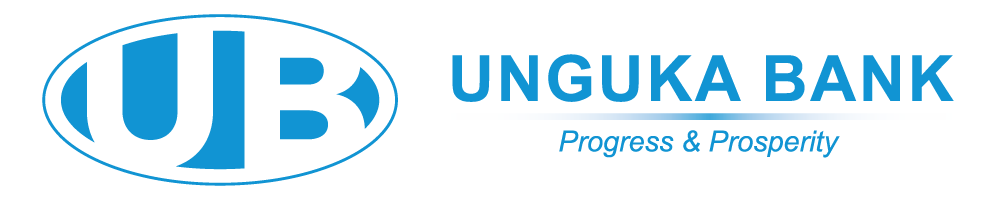 UB
UNGUKA BANK
Progress & Prosperity